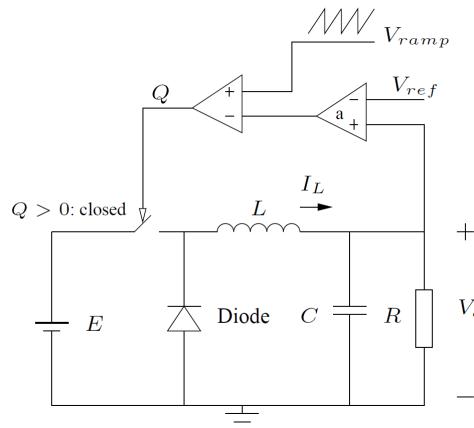 V_ramp
Q
+
−
V_ref
−
a
+
I_L
Q > 0: closed
L
+
E
Diode
C
R
V
−